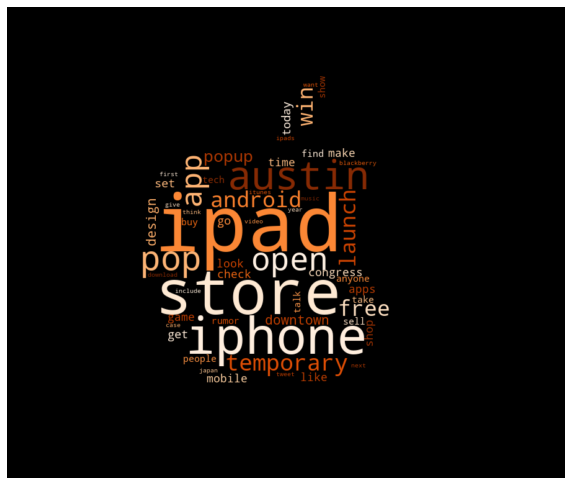 want
show
win
today
ipads
find make
popup time blackberry
first tech app austin
set itunes music
give android
think year
design buy go video launch
ipad
pop open
look congress
download check anyone
include apps
store talk take
free
game rumor downtown sell shop
case iphone
get
people temporary next
japan tweet
mobile like